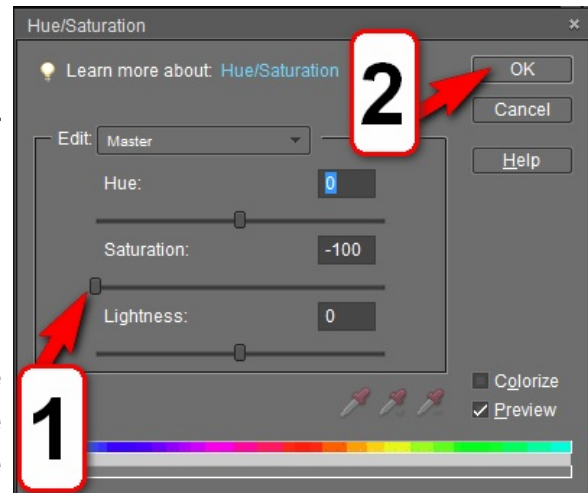 Hue/Saturation
Learn more about: Hue/Saturation
2
OK
Cancel
Help
Edit: Master
Hue: 0
Saturation: -100
Lightness: 0
1
Colorize
Preview